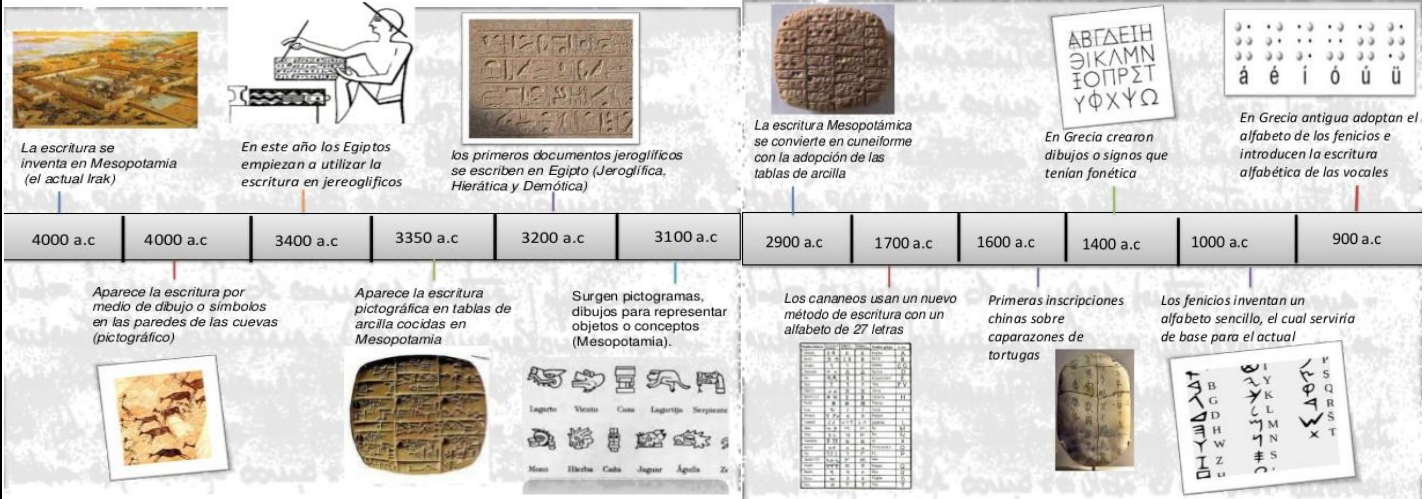 La escritura se
inventa en Mesopotamia
(el actual Irak)
En este año los Egiptos
empiezan a utilizar la
escritura en jereoglificos
los primeros documentos jeroglíficos
se escriben en Egipto (Jeroglífica,
Hierática y Demótica)
La escritura Mesopotámica
se convierte en cuneiforme
con la adopción de las
tablas de arcilla
ΑΒΓΔΕΙΗ
ΘΙΚΛΜΝ
ΞΟΠΡΣΤ
ΥΦΧΨΩ
En Grecia crearon
dibujos o signos que
tenían fonética
á é í ó ú ü
En Grecia antigua adoptan el
alfabeto de los fenicios e
introducen la escritura
alfabética de las vocales
4000 a.c 4000 a.c 3400 a.c 3350 a.c 3200 a.c 3100 a.c 2900 a.c 1700 a.c 1600 a.c 1400 a.c 1000 a.c 900 a.c
Aparece la escritura por
medio de dibujo o símbolos
en las paredes de las cuevas
(pictográfico)
Aparece la escritura
pictográfica en tablas de
arcilla cocidas en
Mesopotamia
Surgen pictogramas,
dibujos para representar
objetos o conceptos
(Mesopotamia).
Lagarto Viento Casa Lagartija Serpiente
Mono Hierba Caña Jaguar Águila
Los cananeos usan un nuevo
método de escritura con un
alfabeto de 27 letras
Primeras inscripciones
chinas sobre
caparazones de
tortugas
Los fenicios inventan un
alfabeto sencillo, el cual serviría
de base para el actual
B
G
D
H
W
Z
Y
K
L
M
N
S
P
S
Q
R
S
T